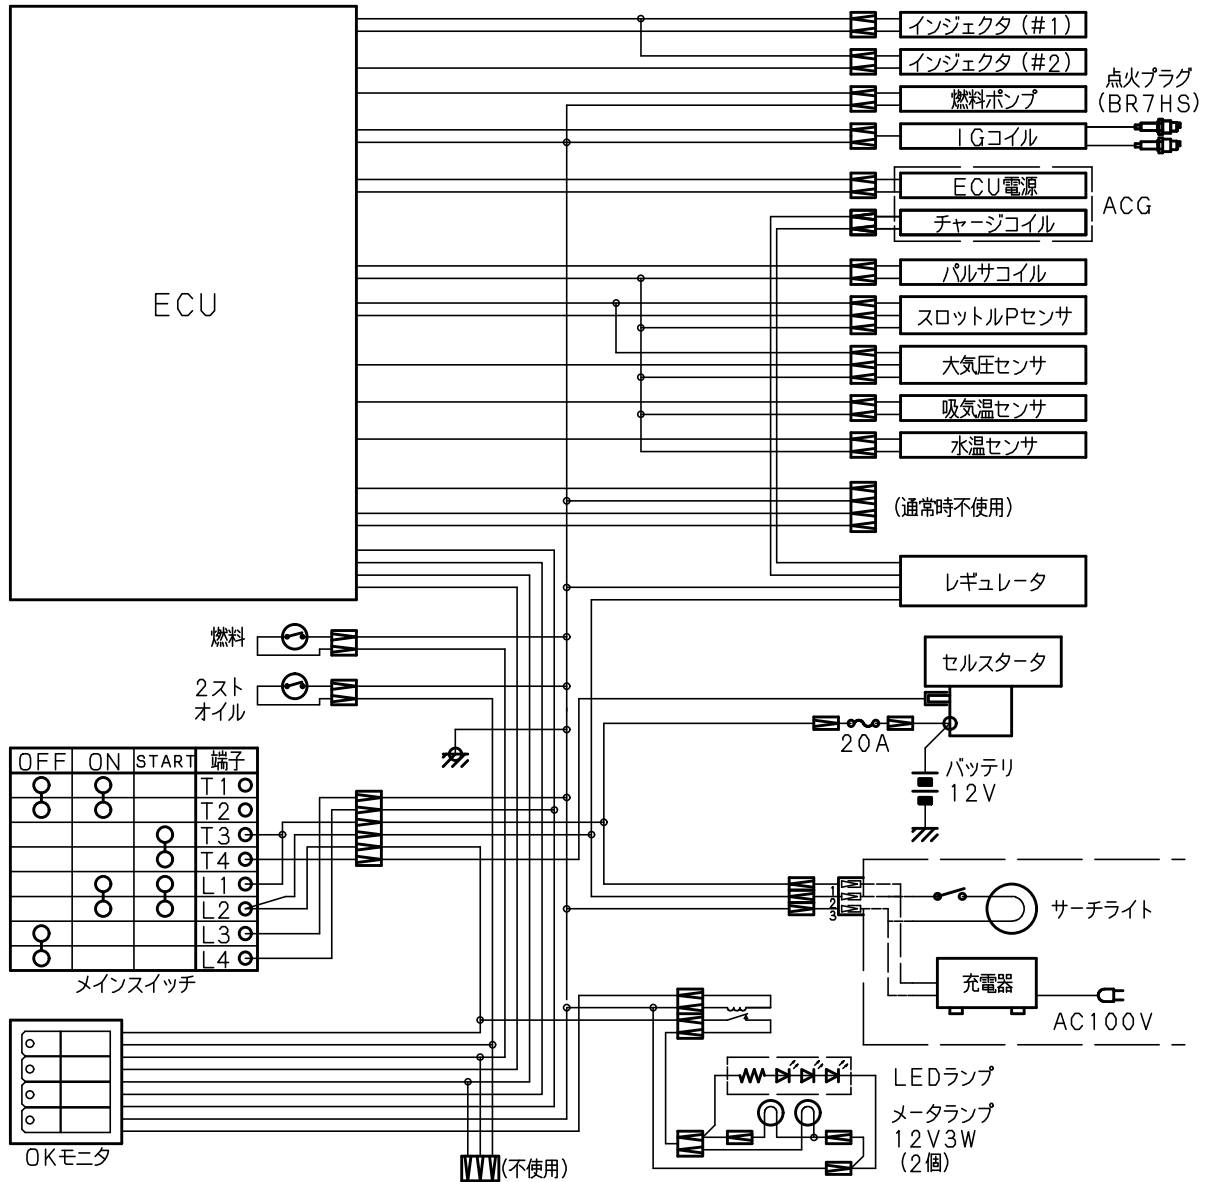 インジェクタ(#1)
インジェクタ(#2)
燃料ポンプ
点火プラグ
(BR7HS)
IGコイル
ECU電源
チャージコイル
ACG
パルサコイル
ECU
スロットルPセンサ
大気圧センサ
吸気温センサ
水温センサ
(通常時不使用)
レギュレータ
燃料
2スト
オイル
セルスタータ
20A
バッテリ
12V
OFF ON START 端子
T1
T2
T3
T4
L1
L2
L3
L4
メインスイッチ
1
2
3
サーチライト
充電器
AC100V
OKモニタ
(不使用)
LEDランプ
メータランプ
12V3W
(2個)